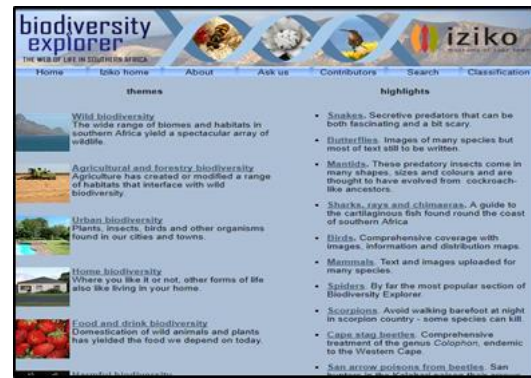 biodiversity
explorer
THE WEB OF LIFE IN SOUTHERN AFRICA
iziko
Home Iziko home About Ask us Contributors Search Classification
themes
Wild biodiversity
The wide range of biomes and habitats in
southern Africa yield a spectacular array of
wildlife.
Agricultural and forestry biodiversity
Agriculture has created or modified a range
of habitats that interface with wild
biodiversity.
Urban biodiversity
Plants, insects, birds and other organisms
found in our cities and towns.
Home biodiversity
Where you like it or not, other forms of life
also like living in your home.
Food and drink biodiversity
Domestication of wild animals and plants
has yielded the food we depend on today.
Harmful biodiversity
highlights
• Snakes. Secretive predators that can be
both fascinating and a bit scary.
• Butterflies. Images of many species but
most of text still to be written.
• Mantids. These predatory insects come in
many shapes, sizes and colours and are
thought to have evolved from cockroach-
like ancestors.
• Sharks, rays and chimaeras. A guide to
the cartilaginous fish found round the coast
of southern Africa
• Birds. Comprehensive coverage with
images, information and distribution maps.
• Mammals. Text and images uploaded for
many species.
• Spiders. By far the most popular section of
Biodiversity Explorer.
• Scorpions. Avoid walking barefoot at night
in scorpion country - some species can kill.
• Cape stag beetles. Comprehensive
treatment of the genus Colophon, endemic
to the Western Cape.
• San arrow poisons from beetles. San